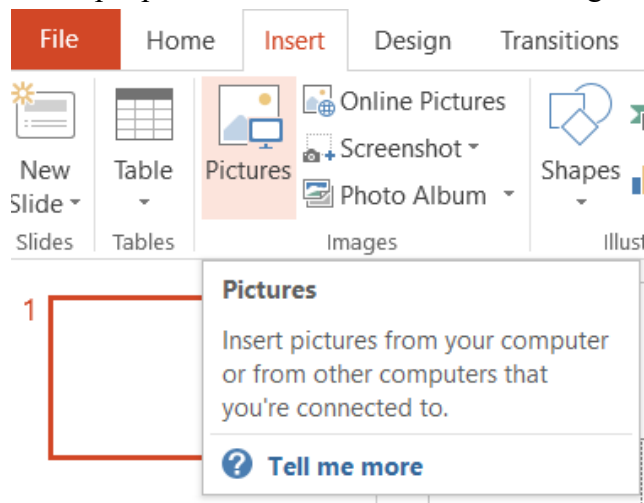 File Home Insert Design Transitions
New Slide Table Pictures Online Pictures Screenshot Photo Album Shapes
Slides Tables Images
1
Pictures
Insert pictures from your computer
or from other computers that
you're connected to.
Tell me more